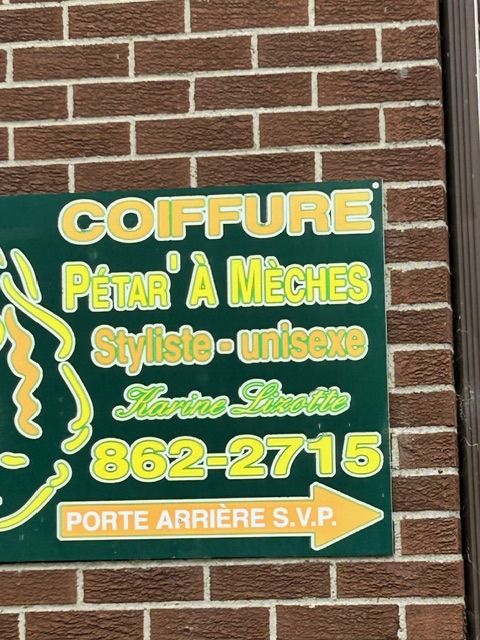 COIFFURE
PÉTAR' À MÈCHES
Styliste - unisexe
Karine Lizotte
862-2715
PORTE ARRIÈRE S.V.P.